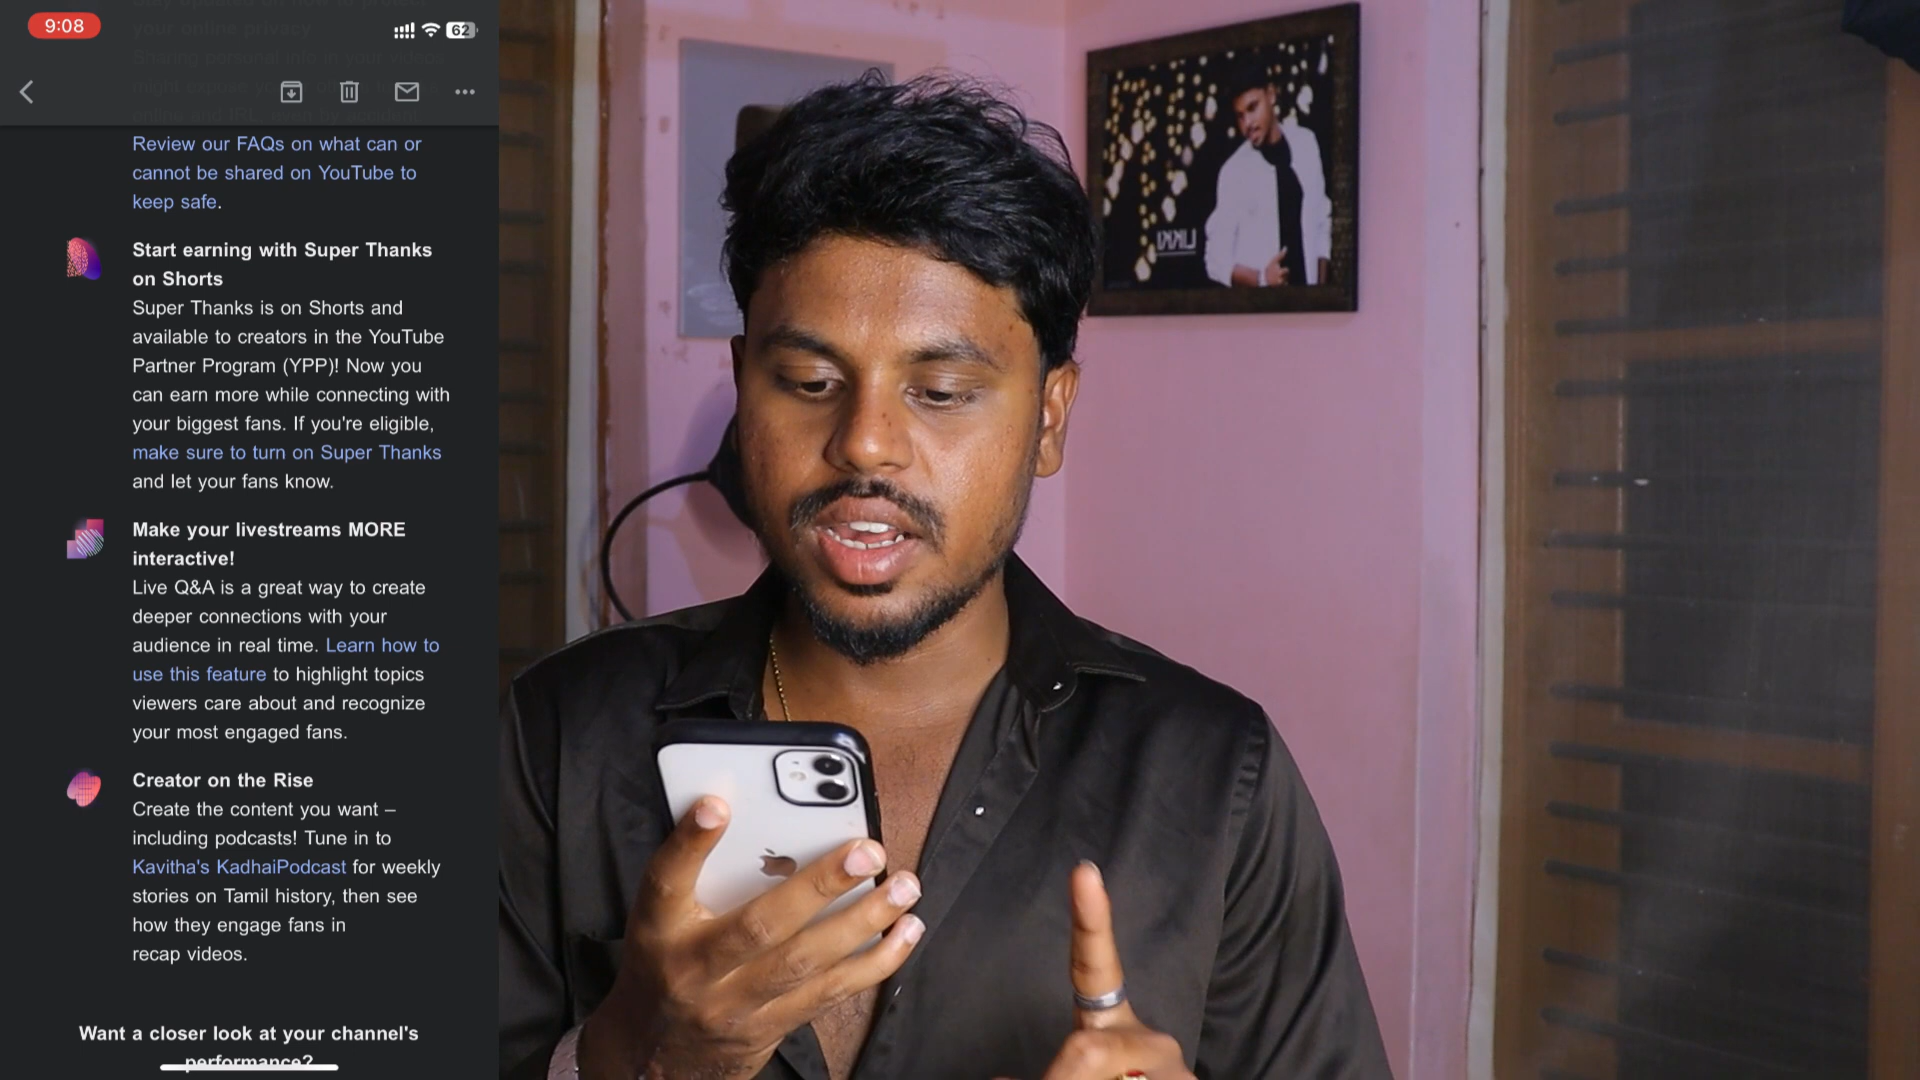 9:08
62
your online privacy
Review our FAQs on what can or
cannot be shared on YouTube to
keep safe.
Start earning with Super Thanks
on Shorts
Super Thanks is on Shorts and
available to creators in the YouTube
Partner Program (YPP)! Now you
can earn more while connecting with
your biggest fans. If you're eligible,
make sure to turn on Super Thanks
and let your fans know.
Make your livestreams MORE
interactive!
Live Q&A is a great way to create
deeper connections with your
audience in real time. Learn how to
use this feature to highlight topics
viewers care about and recognize
your most engaged fans.
Creator on the Rise
Create the content you want –
including podcasts! Tune in to
Kavitha's KadhaiPodcast for weekly
stories on Tamil history, then see
how they engage fans in
recap videos.
Want a closer look at your channel's
performance?